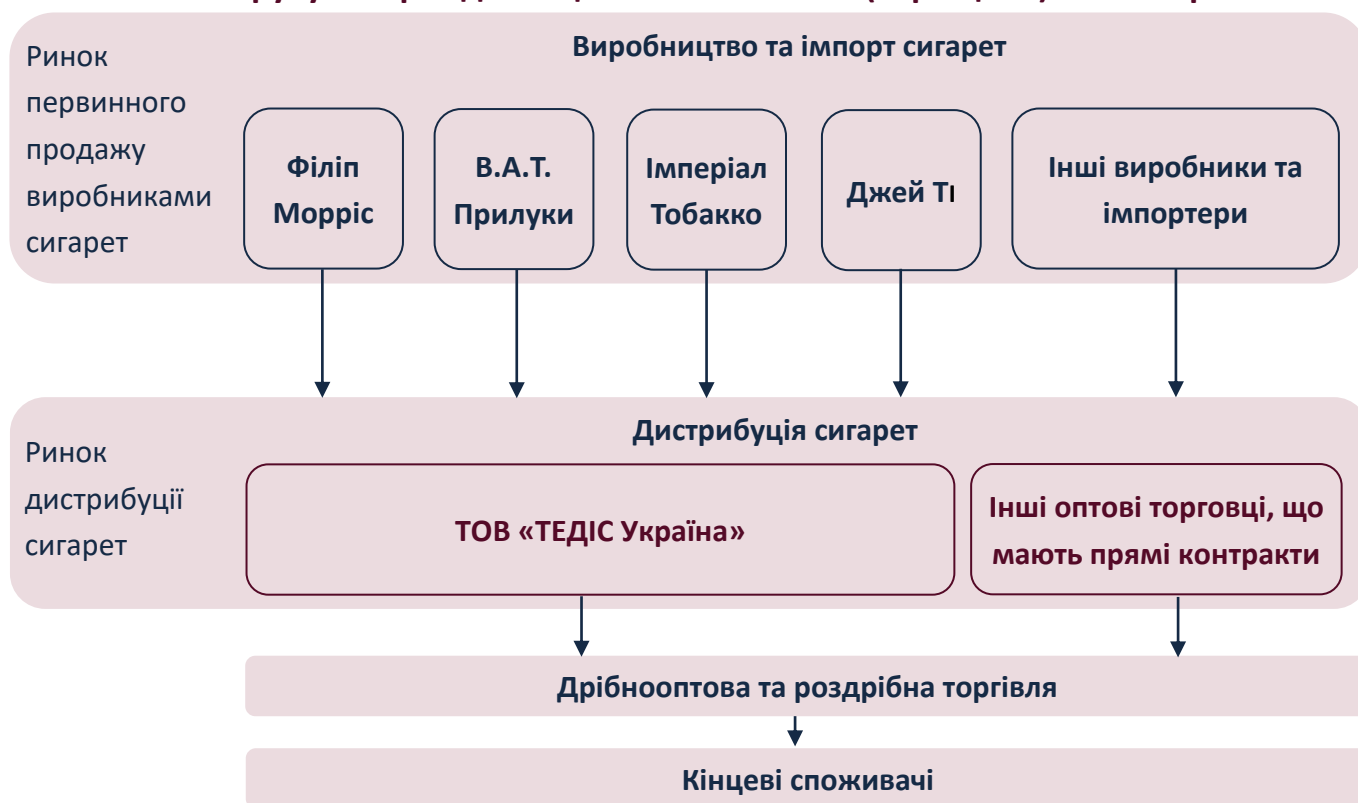 Виробництво та імпорт сигарет
Ринок
первинного
продажу
виробниками
сигарет
Філіп
Морріс
В.А.Т.
Прилуки
Імперіал
Тобакко
Джей ТІ
Інші виробники та
імпортери
Дистрибуція сигарет
Ринок
дистрибуції
сигарет
ТОВ «ТЕДІС Україна»
Інші оптові торговці, що
мають прямі контракти
Дрібнооптова та роздрібна торгівля
Кінцеві споживачі